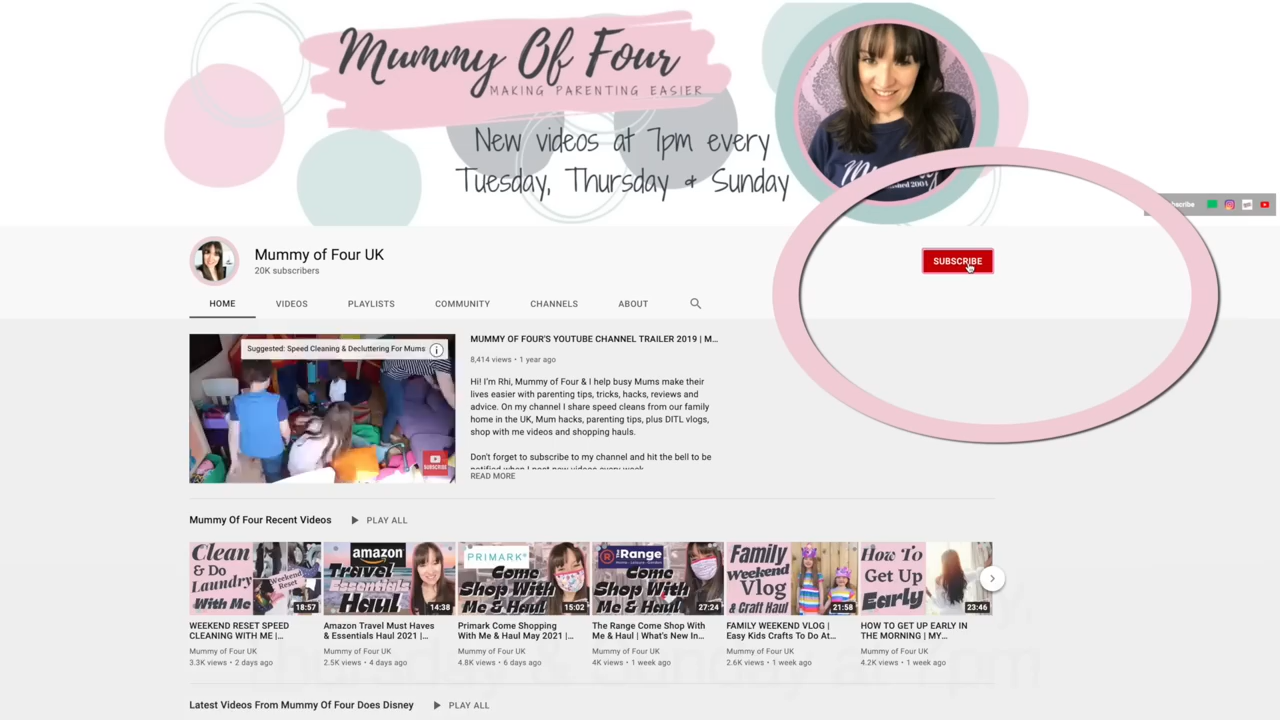 Mummy Of Four
MAKING PARENTING EASIER
New videos at 7pm every
Tuesday, Thursday & Sunday
Mummy of Four UK
20K subscribers
SUBSCRIBE
HOME VIDEOS PLAYLISTS COMMUNITY CHANNELS ABOUT
Suggested: Speed Cleaning & Decluttering For Mums
SUBSCRIBE
MUMMY OF FOUR'S YOUTUBE CHANNEL TRAILER 2019 | M...
8,414 views • 1 year ago
Hi! I'm Rhi, Mummy of Four & I help busy Mums make their
lives easier with parenting tips, tricks, hacks, reviews and
advice. On my channel I share speed cleans from our family
home in the UK, Mum hacks, parenting tips, plus DITL vlogs,
shop with me videos and shopping hauls.
Don't forget to subscribe to my channel and hit the bell to be
notified when I post new videos every week.
READ MORE
Mummy Of Four Recent Videos PLAY ALL
Clean
& Do
Laundry
With Me
Weekend
Reset
18:57
amazon
Travel
Essentials
Haul
14:38
PRIMARK
Come
Shop With
Me & Haul
15:02
The Range
Come
Shop With
Me & Haul
27:24
Family
Weekend
Vlog
& Craft Haul
21:58
How To
Get Up
Early
23:46
WEEKEND RESET SPEED
CLEANING WITH ME |...
Mummy Of Four UK
3.3K views • 2 days ago
Amazon Travel Must Haves
& Essentials Haul 2021 |...
Mummy Of Four UK
2.5K views • 4 days ago
Primark Come Shopping
With Me & Haul May 2021 |...
Mummy Of Four UK
4.8K views • 6 days ago
The Range Come Shop With
Me & Haul | What's New In...
Mummy Of Four UK
4K views • 1 week ago
FAMILY WEEKEND VLOG |
Easy Kids Crafts To Do At...
Mummy Of Four UK
2.6K views • 1 week ago
HOW TO GET UP EARLY IN
THE MORNING | MY...
Mummy Of Four UK
4.2K views • 1 week ago
Latest Videos From Mummy Of Four Does Disney PLAY ALL